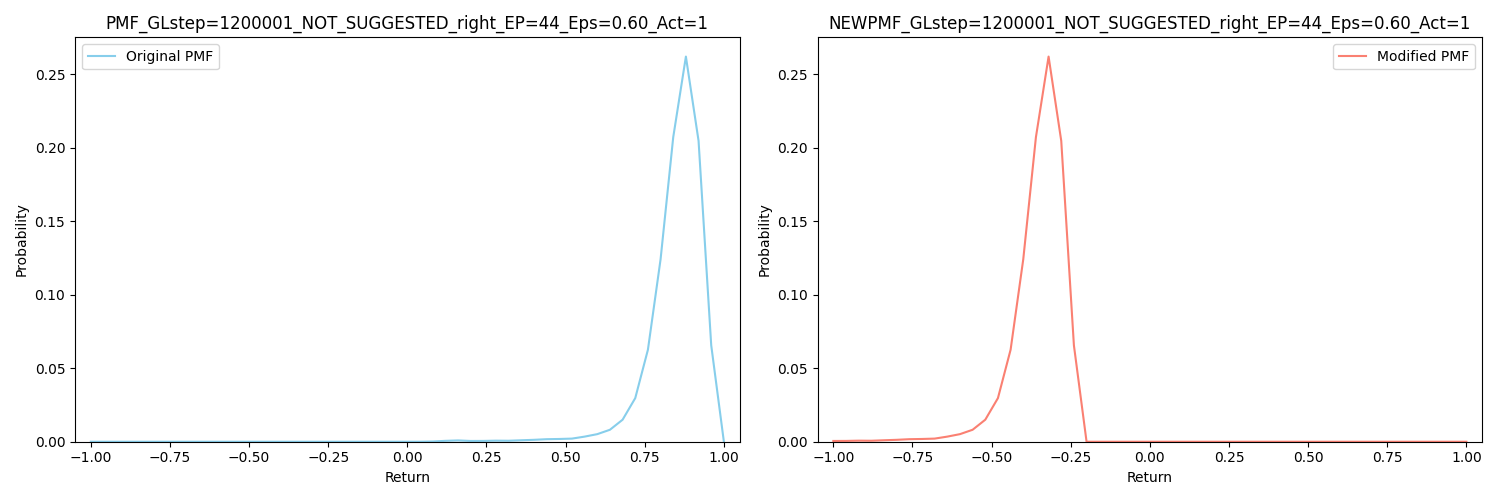 PMF_GLstep=1200001_NOT_SUGGESTED_right_EP=44_Eps=0.60_Act=1
Original PMF
0.25
0.20
0.15
0.10
0.05
0.00
Probability
−1.00 −0.75 −0.50 −0.25 0.00 0.25 0.50 0.75 1.00
Return
NEWPMF_GLstep=1200001_NOT_SUGGESTED_right_EP=44_Eps=0.60_Act=1
Modified PMF
0.25
0.20
0.15
0.10
0.05
0.00
Probability
−1.00 −0.75 −0.50 −0.25 0.00 0.25 0.50 0.75 1.00
Return